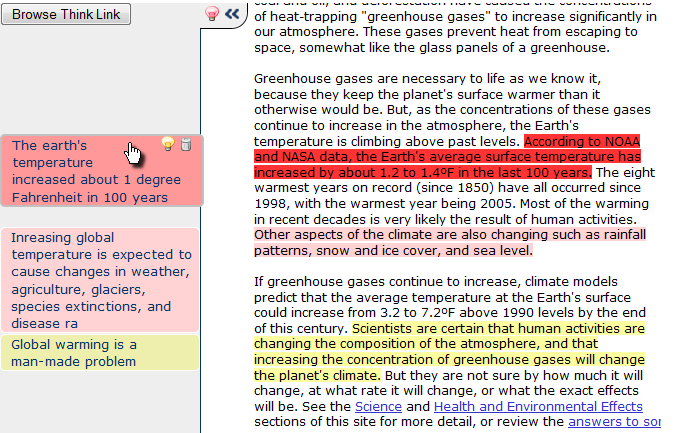 Browse Think Link
The earth's
temperature
increased about 1 degree
Fahrenheit in 100 years
Inreasing global
temperature is expected to
cause changes in weather,
agriculture, glaciers,
species extinctions, and
disease ra
Global warming is a
man-made problem
coal and oil, and deforestation have caused the concentrations
of heat-trapping "greenhouse gases" to increase significantly in
our atmosphere. These gases prevent heat from escaping to
space, somewhat like the glass panels of a greenhouse.
Greenhouse gases are necessary to life as we know it,
because they keep the planet's surface warmer than it
otherwise would be. But, as the concentrations of these gases
continue to increase in the atmosphere, the Earth's
temperature is climbing above past levels. According to NOAA
and NASA data, the Earth's average surface temperature has
increased by about 1.2 to 1.4ºF in the last 100 years. The eight
warmest years on record (since 1850) have all occurred since
1998, with the warmest year being 2005. Most of the warming
in recent decades is very likely the result of human activities.
Other aspects of the climate are also changing such as rainfall
patterns, snow and ice cover, and sea level.
If greenhouse gases continue to increase, climate models
predict that the average temperature at the Earth's surface
could increase from 3.2 to 7.2ºF above 1990 levels by the end
of this century. Scientists are certain that human activities are
changing the composition of the atmosphere, and that
increasing the concentration of greenhouse gases will change
the planet's climate. But they are not sure by how much it will
change, at what rate it will change, or what the exact effects
will be. See the Science and Health and Environmental Effects
sections of this site for more detail, or review the answers to sor